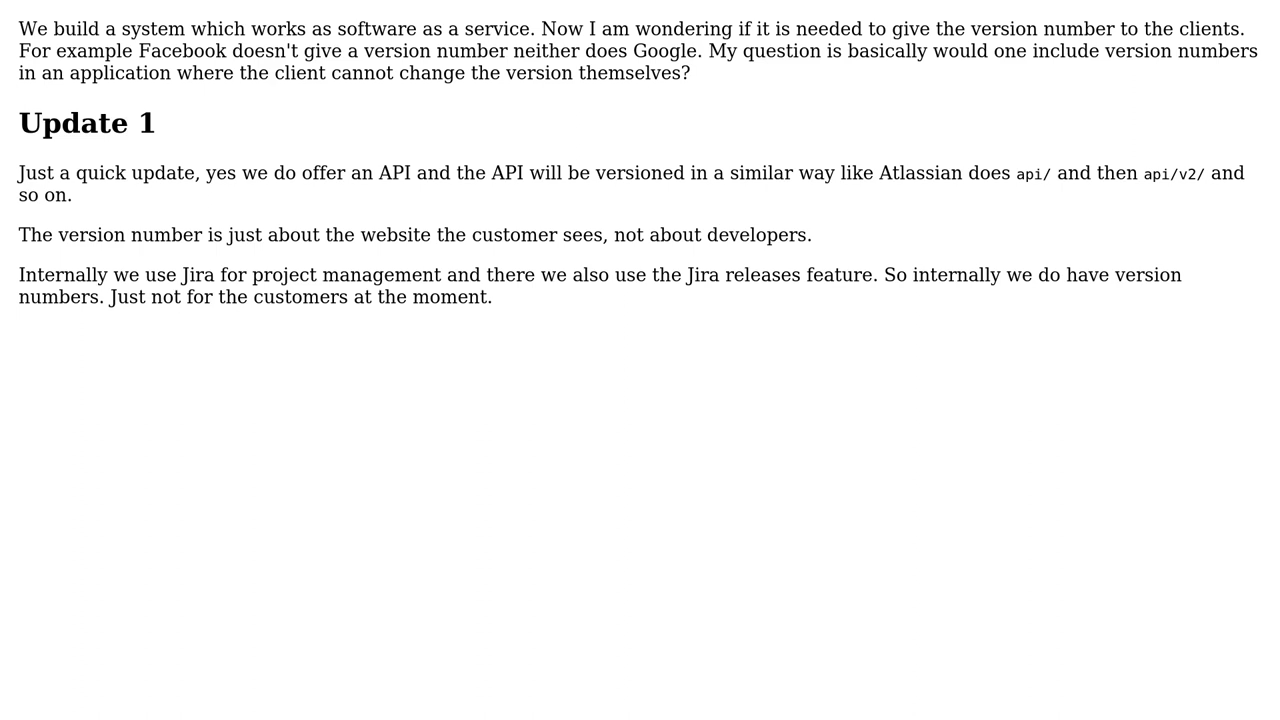 We build a system which works as software as a service. Now I am wondering if it is needed to give the version number to the clients.
For example Facebook doesn't give a version number neither does Google. My question is basically would one include version numbers
in an application where the client cannot change the version themselves?
Update 1
Just a quick update, yes we do offer an API and the API will be versioned in a similar way like Atlassian does api/ and then api/v2/ and
so on.
The version number is just about the website the customer sees, not about developers.
Internally we use Jira for project management and there we also use the Jira releases feature. So internally we do have version
numbers. Just not for the customers at the moment.